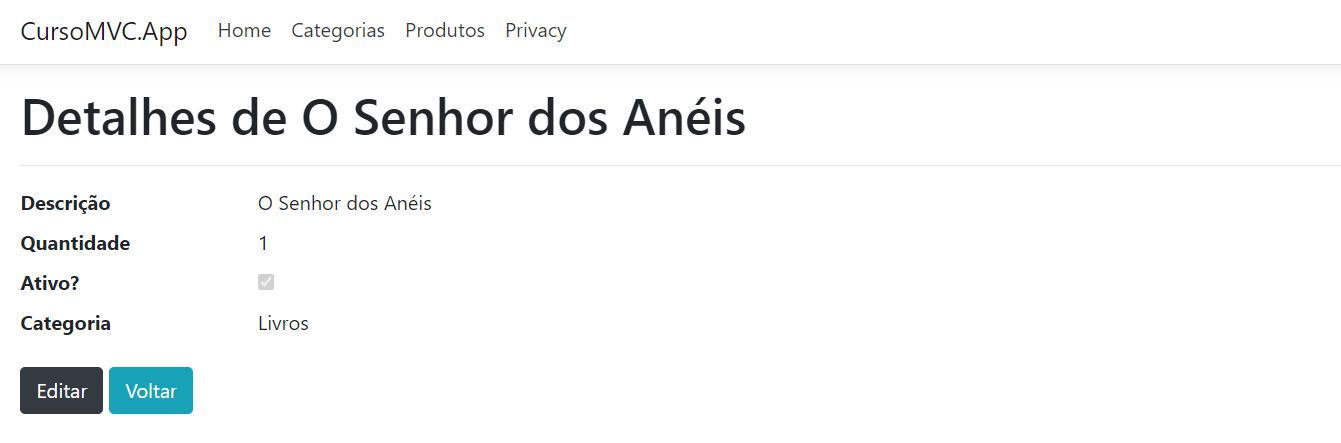 CursoMVC.App Home Categorias Produtos Privacy
Detalhes de O Senhor dos Anéis
Descrição O Senhor dos Anéis
Quantidade 1
Ativo?
Categoria Livros
Editar Voltar